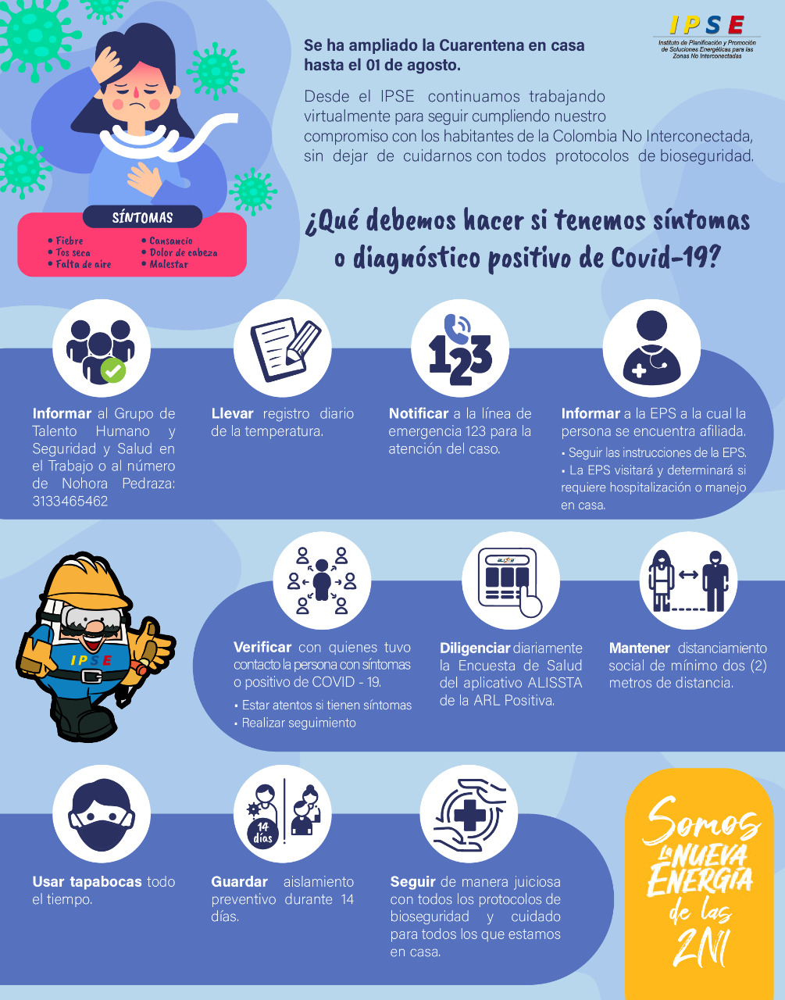 IPSE
Instituto de Planificación y Promoción
de Soluciones Energéticas para las
Zonas No Interconectadas
Se ha ampliado la Cuarentena en casa
hasta el 01 de agosto.
Desde el IPSE continuamos trabajando
virtualmente para seguir cumpliendo nuestro
compromiso con los habitantes de la Colombia No Interconectada,
sin dejar de cuidarnos con todos protocolos de bioseguridad.
SÍNTOMAS
• Fiebre
• Tos seca
• Falta de aire
• Cansancio
• Dolor de cabeza
• Malestar
¿Qué debemos hacer si tenemos síntomas
o diagnóstico positivo de Covid-19?
Informar al Grupo de
Talento Humano y
Seguridad y Salud en
el Trabajo o al número
de Nohora Pedraza:
3133465462
Llevar registro diario
de la temperatura.
123
Notificar a la línea de
emergencia 123 para la
atención del caso.
Informar a la EPS a la cual la
persona se encuentra afiliada.
• Seguir las instrucciones de la EPS.
• La EPS visitará y determinará si
requiere hospitalización o manejo
en casa.
IPSE
Verificar con quienes tuvo
contacto la persona con síntomas
o positivo de COVID - 19.
• Estar atentos si tienen síntomas
• Realizar seguimiento
Diligenciar diariamente
la Encuesta de Salud
del aplicativo ALISSTA
de la ARL Positiva.
Mantener distanciamiento
social de mínimo dos (2)
metros de distancia.
Usar tapabocas todo
el tiempo.
14
días
Guardar aislamiento
preventivo durante 14
días.
Seguir de manera juiciosa
con todos los protocolos de
bioseguridad y cuidado
para todos los que estamos
en casa.
Somos
la NUEVA
ENERGÍA
de las
ZNI